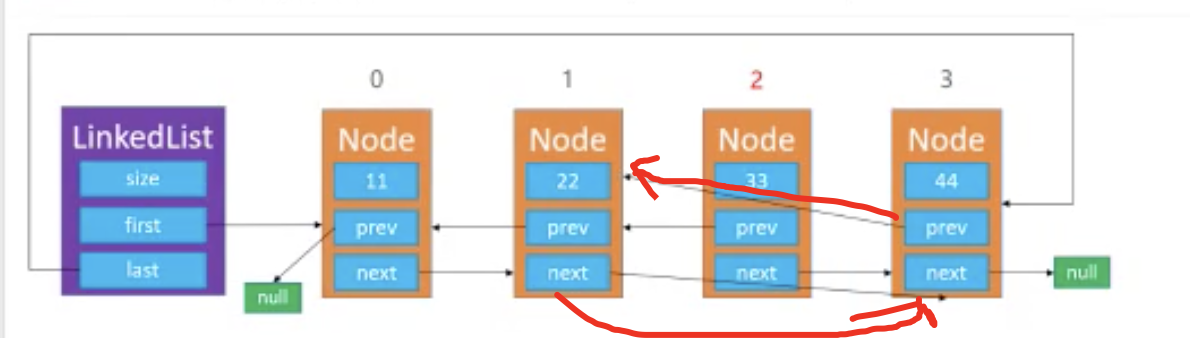 0 1 2 3
LinkedList Node Node Node Node
size 11 22 33 44
first prev prev prev prev
last next next next next null
null